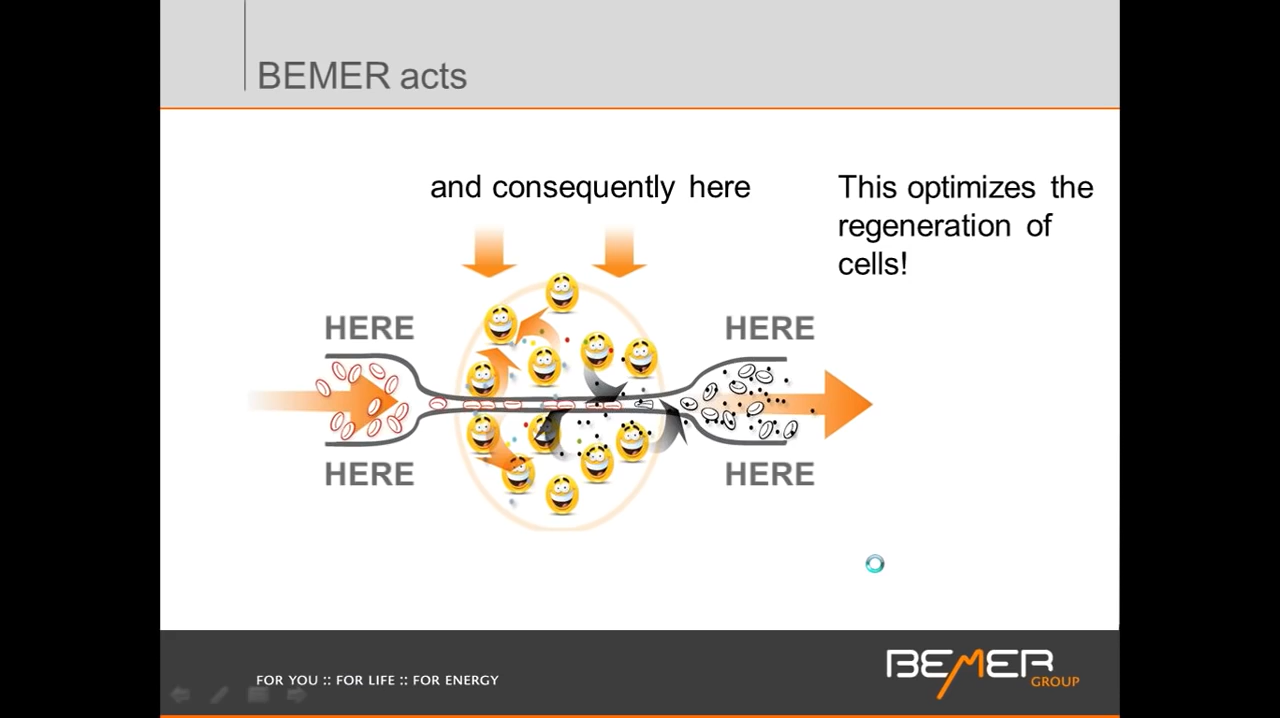 BEMER acts
and consequently here
This optimizes the
regeneration of
cells!
HERE
HERE
HERE
HERE
FOR YOU :: FOR LIFE :: FOR ENERGY
BEMER
GROUP